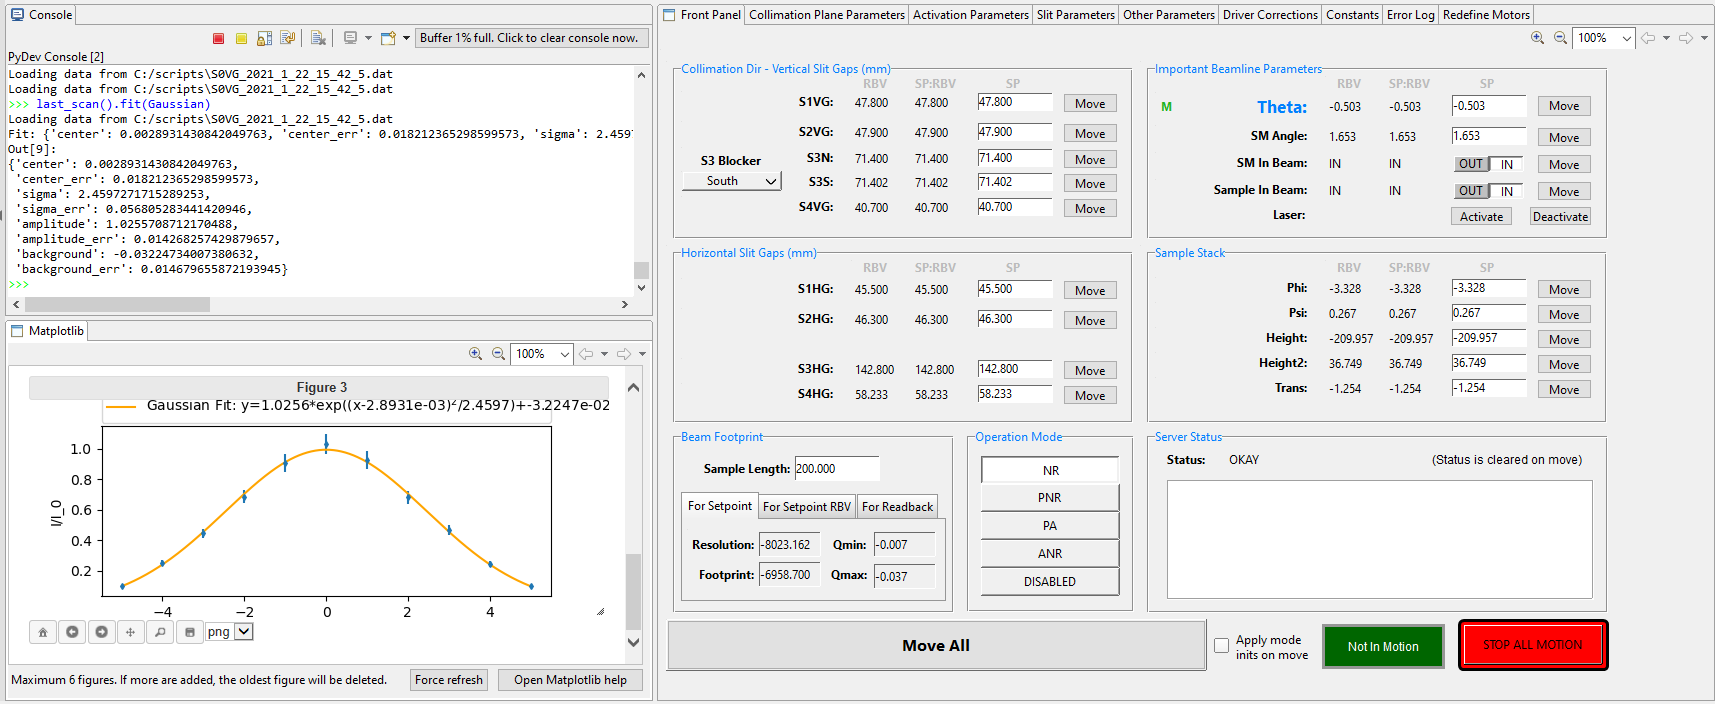 Console
Buffer 1% full. Click to clear console now.
PyDev Console [2]
Loading data from C:/scripts\S0VG_2021_1_22_15_42_5.dat
Loading data from C:/scripts\S0VG_2021_1_22_15_42_5.dat
>>> last_scan().fit(Gaussian)
Loading data from C:/scripts\S0VG_2021_1_22_15_42_5.dat
Fit: {'center': 0.0028931430842049763, 'center_err': 0.018212365298599573, 'sigma': 2.459?
Out[9]:
{'center': 0.0028931430842049763,
'center_err': 0.018212365298599573,
'sigma': 2.4597271715289253,
'sigma_err': 0.056805283441420946,
'amplitude': 1.0255708712170488,
'amplitude_err': 0.014268257429879657,
'background': -0.03224734007380632,
'background_err': 0.014679655872193945}
>>>
Matplotlib
100%
Figure 3
Gaussian Fit: y=1.0256*exp((x-2.8931e-03)²/2.4597)+-3.2247e-02
I/I_0
1.0
0.8
0.6
0.4
0.2
−4 −2 0 2 4
png
Maximum 6 figures. If more are added, the oldest figure will be deleted.
Force refresh
Open Matplotlib help
Front Panel Collimation Plane Parameters Activation Parameters Slit Parameters Other Parameters Driver Corrections Constants Error Log Redefine Motors
100%
Collimation Dir - Vertical Slit Gaps (mm)
RBV SP:RBV SP
S1VG: 47.800 47.800 47.800 Move
S2VG: 47.900 47.900 47.900 Move
S3 Blocker
South
S3N: 71.400 71.400 71.400 Move
S3S: 71.402 71.402 71.402 Move
S4VG: 40.700 40.700 40.700 Move
Important Beamline Parameters
RBV SP:RBV SP
M Theta: -0.503 -0.503 -0.503 Move
SM Angle: 1.653 1.653 1.653 Move
SM In Beam: IN IN OUT IN Move
Sample In Beam: IN IN OUT IN Move
Laser: Activate Deactivate
Horizontal Slit Gaps (mm)
RBV SP:RBV SP
S1HG: 45.500 45.500 45.500 Move
S2HG: 46.300 46.300 46.300 Move
S3HG: 142.800 142.800 142.800 Move
S4HG: 58.233 58.233 58.233 Move
Sample Stack
RBV SP:RBV SP
Phi: -3.328 -3.328 -3.328 Move
Psi: 0.267 0.267 0.267 Move
Height: -209.957 -209.957 -209.957 Move
Height2: 36.749 36.749 36.749 Move
Trans: -1.254 -1.254 -1.254 Move
Beam Footprint
Sample Length: 200.000
For Setpoint For Setpoint RBV For Readback
Resolution: -8023.162 Qmin: -0.007
Footprint: -6958.700 Qmax: -0.037
Operation Mode
NR
PNR
PA
ANR
DISABLED
Server Status
Status: OKAY (Status is cleared on move)
Move All
Apply mode
inits on move
Not In Motion
STOP ALL MOTION